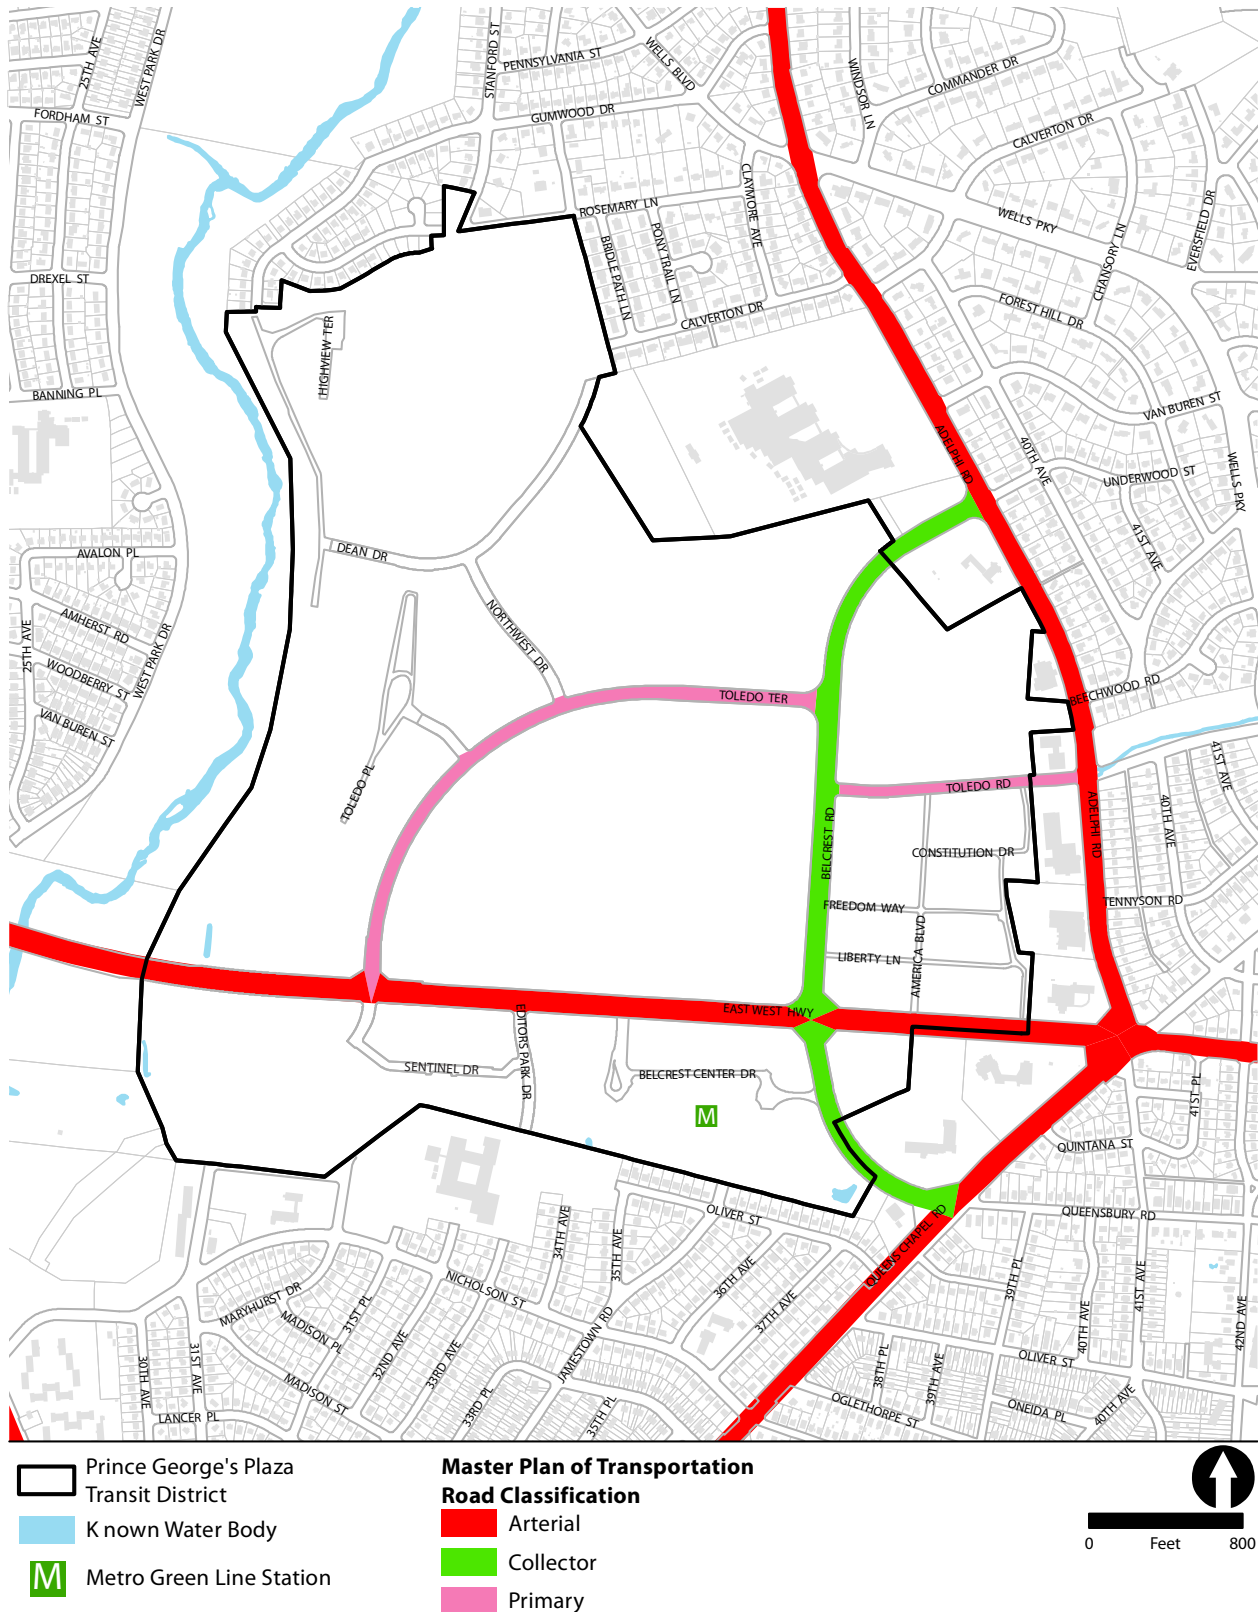 STANFORD ST
PENNSYLVANIA ST
WELLS BLVD
25TH AVE
WEST PARK DR
WINDSOR LN
COMMANDER DR
FORDHAM ST
GUMWOOD DR
CALVERTON DR
CLAYMORE AVE
ROSEMARY LN
WELLS PKY
EVERSFIELD DR
BRIDLE PATH LN
PONY TRAIL LN
CHANSORY LN
DREXEL ST
CALVERTON DR
FOREST HILL DR
HIGHVIEW TER
BANNING PL
VAN BUREN ST
ADELPHI RD
40TH AVE
UNDERWOOD ST
WELLS PKY
41ST AVE
AVALON PL
DEAN DR
AMHERST RD
NORTHWEST DR
25TH AVE
WOODBERRY ST
WEST PARK DR
VAN BUREN ST
TOLEDO TER
BEECHWOOD RD
TOLEDO PL
TOLEDO RD
41ST AVE
40TH AVE
ADELPHI RD
BELCREST RD
CONSTITUTION DR
FREEDOM WAY
TENNYSON RD
AMERICA BLVD
LIBERTY LN
EAST WEST HWY
EDITORS PARK DR
SENTINEL DR
BELCREST CENTER DR
M
41ST PL
QUINTANA ST
OLIVER ST
QUEENSBURY RD
QUEENS CHAPEL RD
34TH AVE
35TH AVE
36TH AVE
37TH AVE
39TH PL
40TH AVE
41ST AVE
42ND AVE
NICHOLSON ST
MARYHURST DR
MADISON PL
31ST PL
32ND AVE
33RD AVE
JAMESTOWN RD
30TH AVE
31ST AVE
MADISON ST
LANCER PL
33RD PL
35TH PL
38TH PL
39TH AVE
OLIVER ST
OGLETHORPE ST
ONEIDA PL
40TH AVE
Prince George's Plaza
Transit District
K nown Water Body
M Metro Green Line Station
Master Plan of Transportation
Road Classification
Arterial
Collector
Primary
0 Feet 800